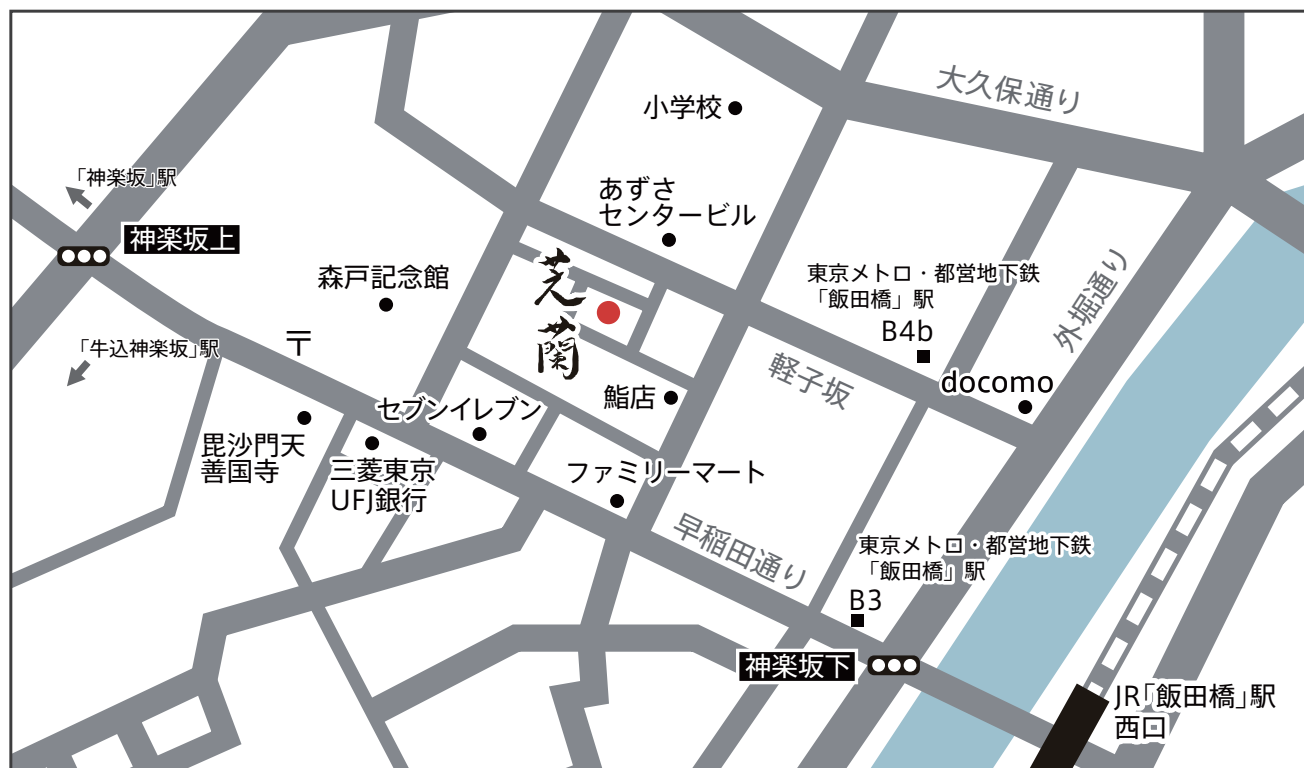 大久保通り
小学校
「神楽坂」駅
あずさ
センタービル
神楽坂上
芝蘭
森戸記念館
東京メトロ・都営地下鉄
「飯田橋」駅
B4b
外堀通り
〒
「牛込神楽坂」駅
軽子坂
docomo
鮨店
セブンイレブン
毘沙門天
善国寺
三菱東京
UFJ銀行
ファミリーマート
早稲田通り
東京メトロ・都営地下鉄
「飯田橋」駅
B3
神楽坂下
JR「飯田橋」駅
西口